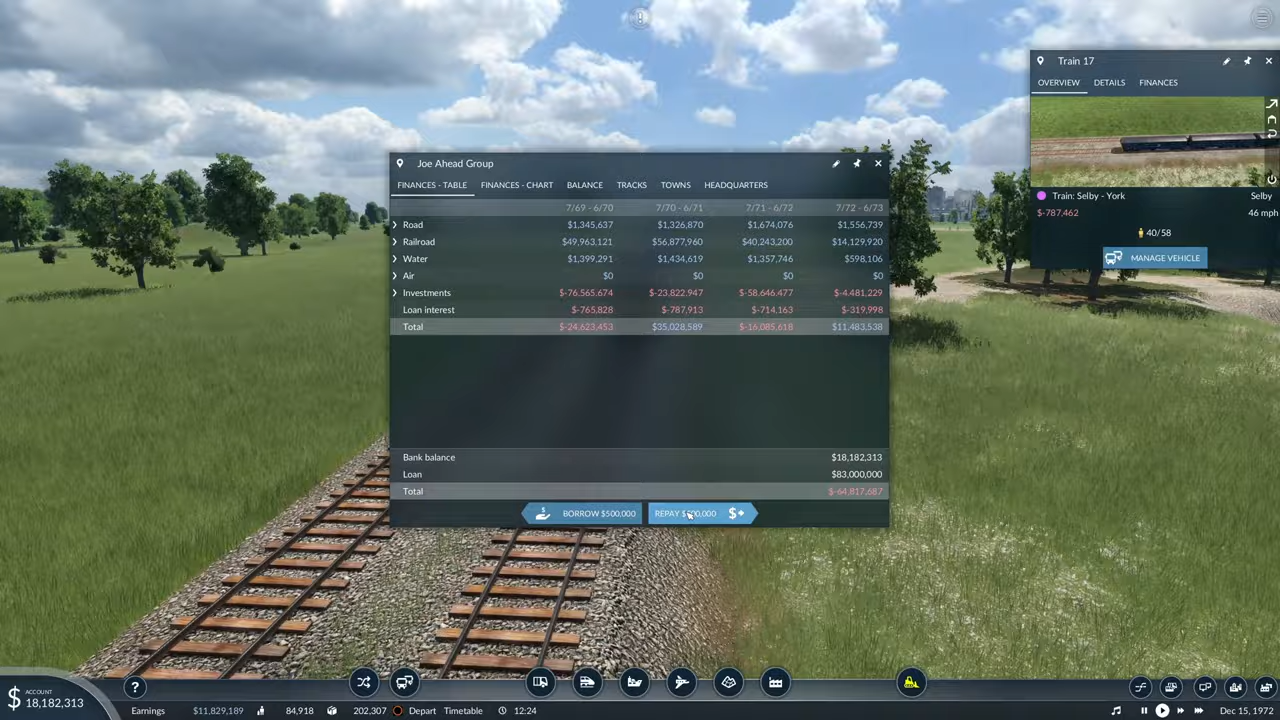 Train 17
OVERVIEW DETAILS FINANCES
Train: Selby - York Selby
$-787,462 46 mph
40/58
MANAGE VEHICLE
Joe Ahead Group
FINANCES - TABLE FINANCES - CHART BALANCE TRACKS TOWNS HEADQUARTERS
7/69 - 6/70 7/70 - 6/71 7/71 - 6/72 7/72 - 6/73
Road $1,345,637 $1,326,870 $1,674,076 $1,556,739
Railroad $49,963,121 $56,877,960 $40,243,200 $14,129,920
Water $1,399,291 $1,434,619 $1,357,746 $598,106
Air $0 $0 $0 $0
Investments $-76,565,674 $-23,822,947 $-58,646,477 $-4,481,229
Loan interest $-765,828 $-787,913 $-714,163 $-319,998
Total $-24,623,453 $35,028,589 $-16,085,618 $11,483,538
Bank balance $18,182,313
Loan $83,000,000
Total $-64,817,687
BORROW $500,000 REPAY $500,000
ACCOUNT
$ 18,182,313
?
Earnings $11,829,189 84,918 202,307 Depart Timetable 12:24 Dec 15, 1972